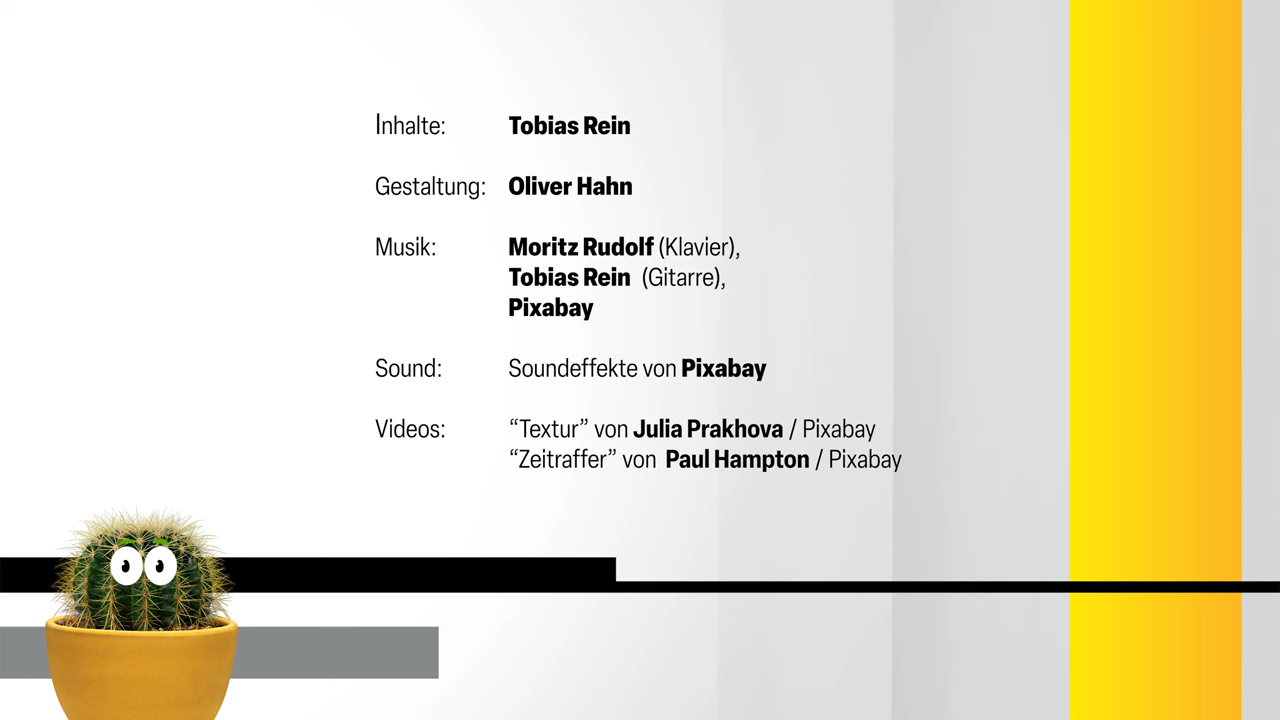 Inhalte: Tobias Rein
Gestaltung: Oliver Hahn
Musik: Moritz Rudolf (Klavier),
Tobias Rein (Gitarre),
Pixabay
Sound: Soundeffekte von Pixabay
Videos: “Textur” von Julia Prakhova / Pixabay
“Zeitraffer” von Paul Hampton / Pixabay